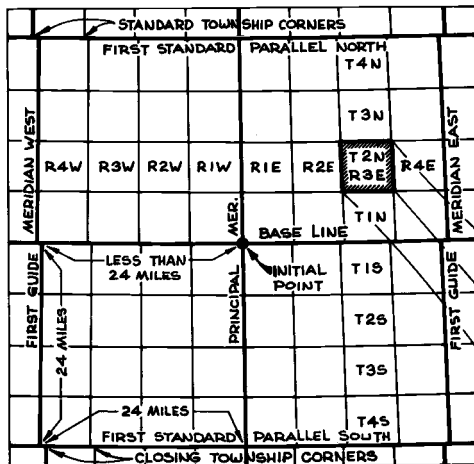 STANDARD TOWNSHIP CORNERS
FIRST STANDARD PARALLEL NORTH
T4N
T3N
MERIDIAN WEST
MERIDIAN EAST
R4W R3W R2W R1W R1E R2E T2N R3E R4E
T1N
MER.
BASE LINE
LESS THAN
24 MILES
INITIAL
POINT
T1S
PRINCIPAL
FIRST GUIDE
FIRST GUIDE
24 MILES
T2S
T3S
24 MILES
T4S
FIRST STANDARD PARALLEL SOUTH
CLOSING TOWNSHIP CORNERS